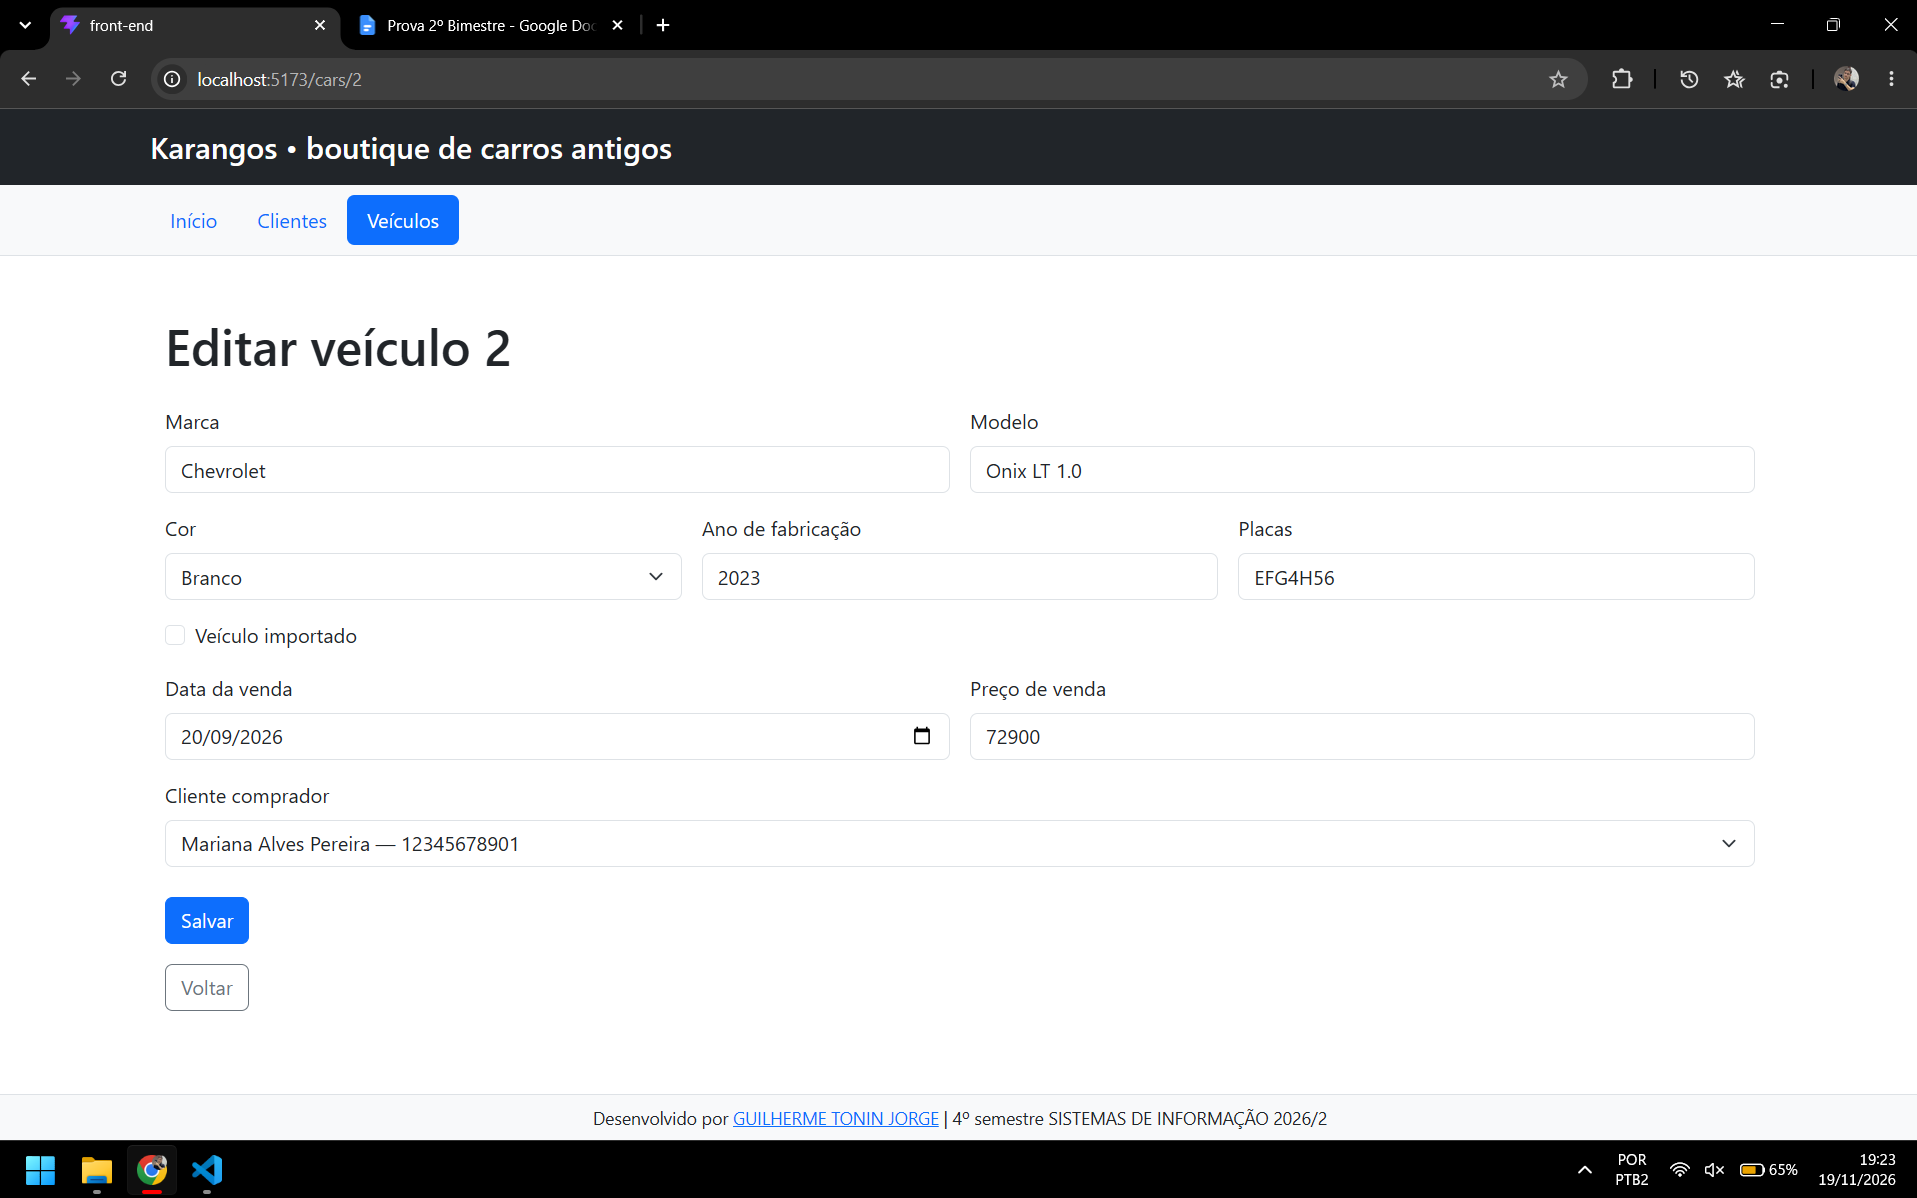 front-end
Prova 2º Bimestre - Google Doc
localhost:5173/cars/2
Karangos • boutique de carros antigos
Início Clientes Veículos
Editar veículo 2
Marca Modelo
Chevrolet Onix LT 1.0
Cor Ano de fabricação Placas
Branco 2023 EFG4H56
Veículo importado
Data da venda Preço de venda
20/09/2026 72900
Cliente comprador
Mariana Alves Pereira — 12345678901
Salvar
Voltar
Desenvolvido por GUILHERME TONIN JORGE | 4º semestre SISTEMAS DE INFORMAÇÃO 2026/2
POR
PTB2
65%
19:23
19/11/2026